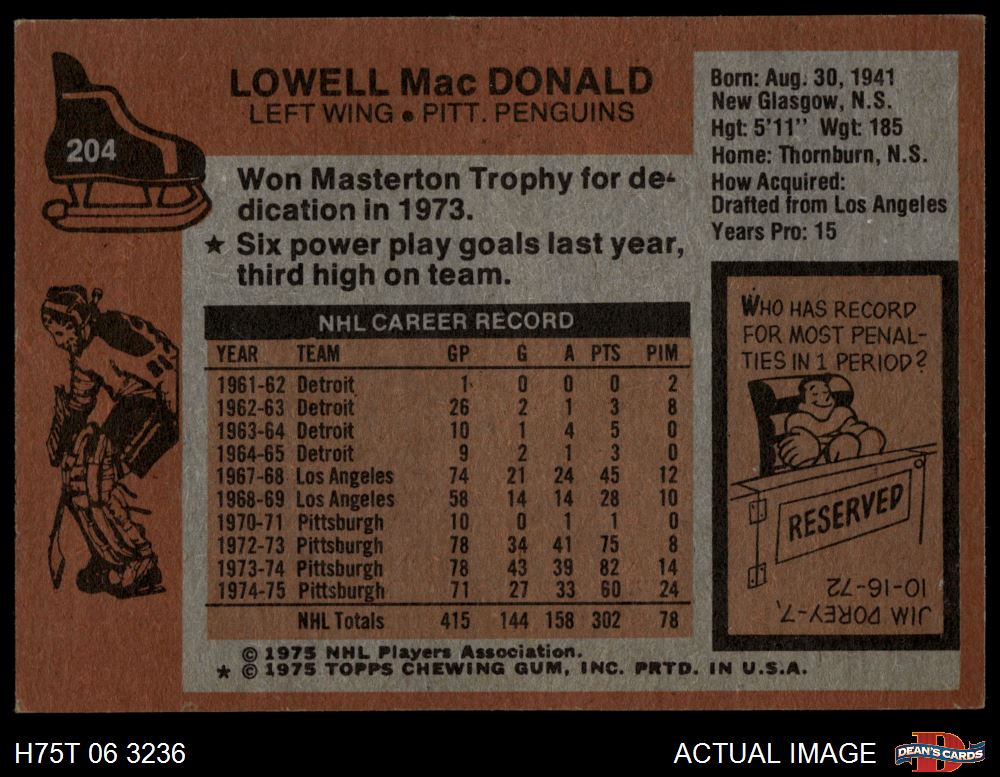 LOWELL Mac DONALD
LEFT WING • PITT. PENGUINS
204
Won Masterton Trophy for de-
dication in 1973.
★ Six power play goals last year,
third high on team.
NHL CAREER RECORD
YEAR TEAM GP G A PTS PIM
1961-62 Detroit 1 0 0 0 2
1962-63 Detroit 26 2 1 3 8
1963-64 Detroit 10 1 4 5 0
1964-65 Detroit 9 2 1 3 0
1967-68 Los Angeles 74 21 24 45 12
1968-69 Los Angeles 58 14 14 28 10
1970-71 Pittsburgh 10 0 1 1 0
1972-73 Pittsburgh 78 34 41 75 8
1973-74 Pittsburgh 78 43 39 82 14
1974-75 Pittsburgh 71 27 33 60 24
NHL Totals 415 144 158 302 78
© 1975 NHL Players Association.
★ © 1975 TOPPS CHEWING GUM, INC. PRTD. IN U.S.A.
Born: Aug. 30, 1941
New Glasgow, N.S.
Hgt: 5'11'' Wgt: 185
Home: Thornburn, N.S.
How Acquired:
Drafted from Los Angeles
Years Pro: 15
WHO HAS RECORD
FOR MOST PENAL-
TIES IN 1 PERIOD?
RESERVED
JIM DOREY-7,
10-16-72
H75T 06 3236
ACTUAL IMAGE
D
DEAN'S CARDS